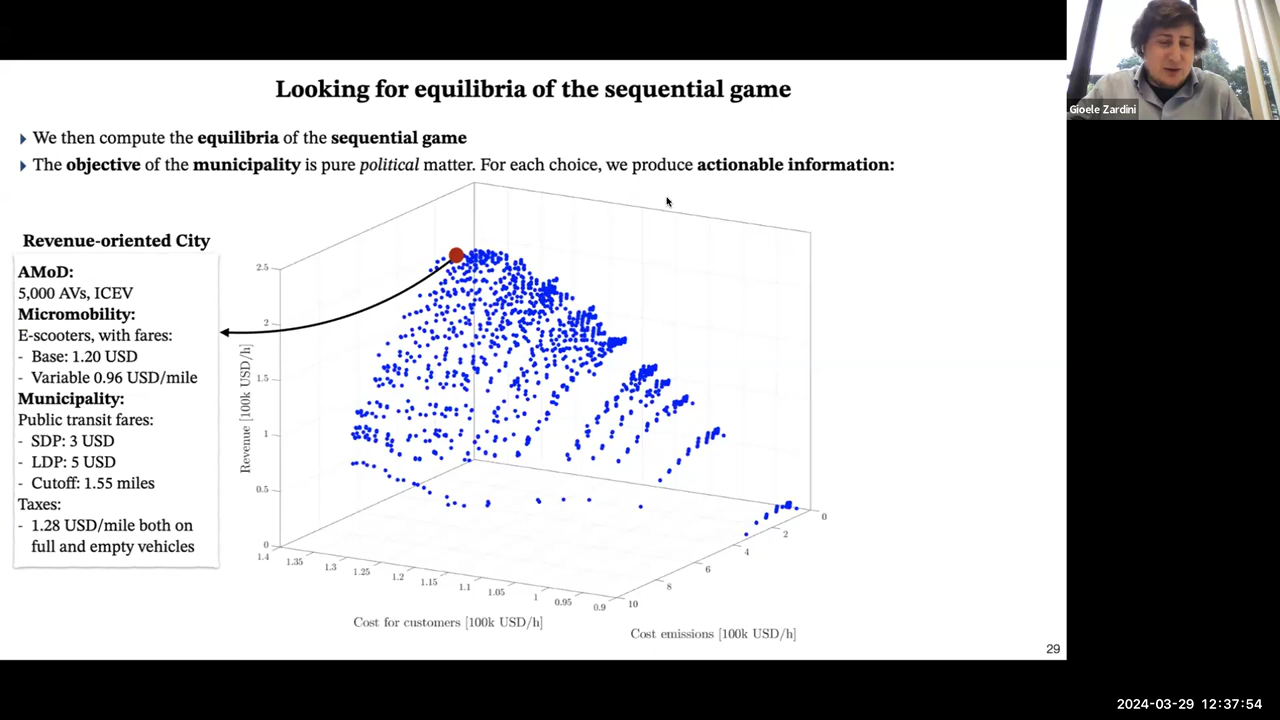 Looking for equilibria of the sequential game
We then compute the equilibria of the sequential game
The objective of the municipality is pure political matter. For each choice, we produce actionable information:
Revenue-oriented City
AMoD:
5,000 AVs, ICEV
Micromobility:
E-scooters, with fares:
- Base: 1.20 USD
- Variable 0.96 USD/mile
Municipality:
Public transit fares:
- SDP: 3 USD
- LDP: 5 USD
- Cutoff: 1.55 miles
Taxes:
- 1.28 USD/mile both on
full and empty vehicles
Revenue [100k USD/h]
2.5
2
1.5
1
0.5
0
1.4
1.35
1.3
1.25
1.2
1.15
1.1
1.05
1
0.95
0.9
Cost for customers [100k USD/h]
10
8
6
4
2
0
Cost emissions [100k USD/h]
29
Gioele Zardini
2024-03-29 12:37:54